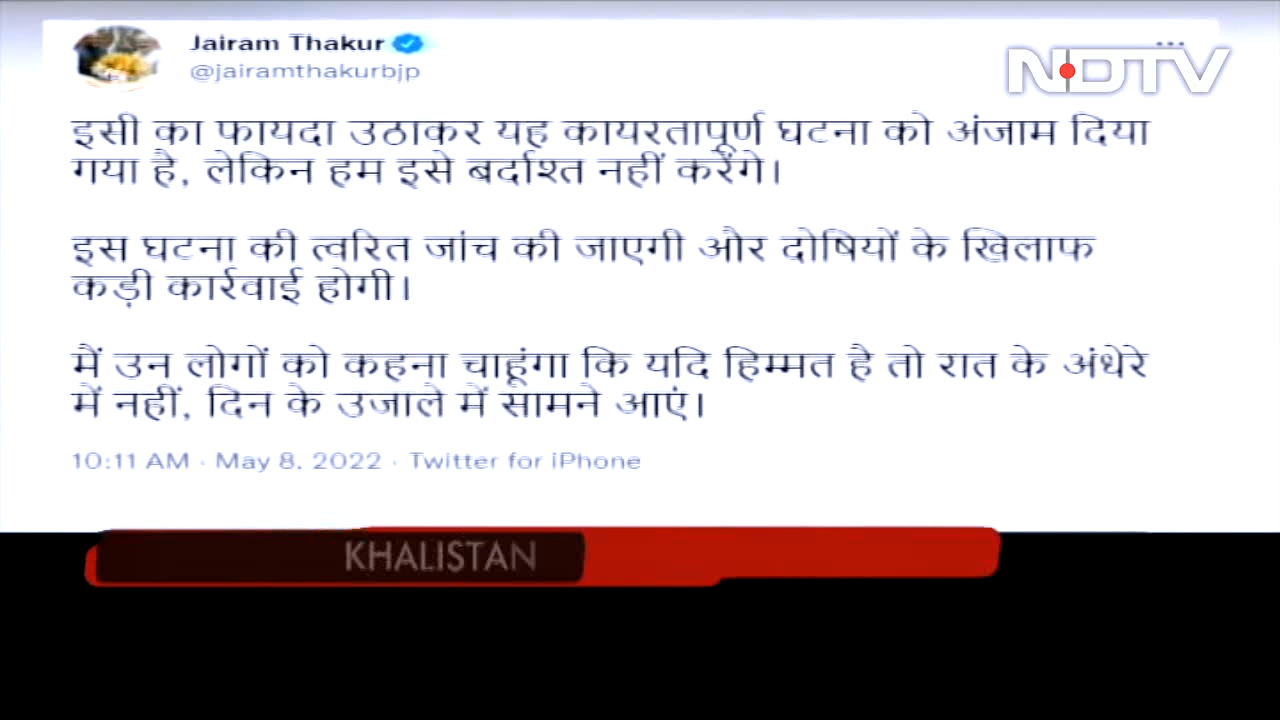 Jairam Thakur
@jairamthakurbjp
NDTV
इसी का फायदा उठाकर यह कायरतापूर्ण घटना को अंजाम दिया
गया है, लेकिन हम इसे बर्दाश्त नहीं करेंगे।
इस घटना की त्वरित जांच की जाएगी और दोषियों के खिलाफ
कड़ी कार्रवाई होगी।
मैं उन लोगों को कहना चाहूंगा कि यदि हिम्मत है तो रात के अंधेरे
में नहीं, दिन के उजाले में सामने आएं।
10:11 AM · May 8, 2022 · Twitter for iPhone
KHALISTAN